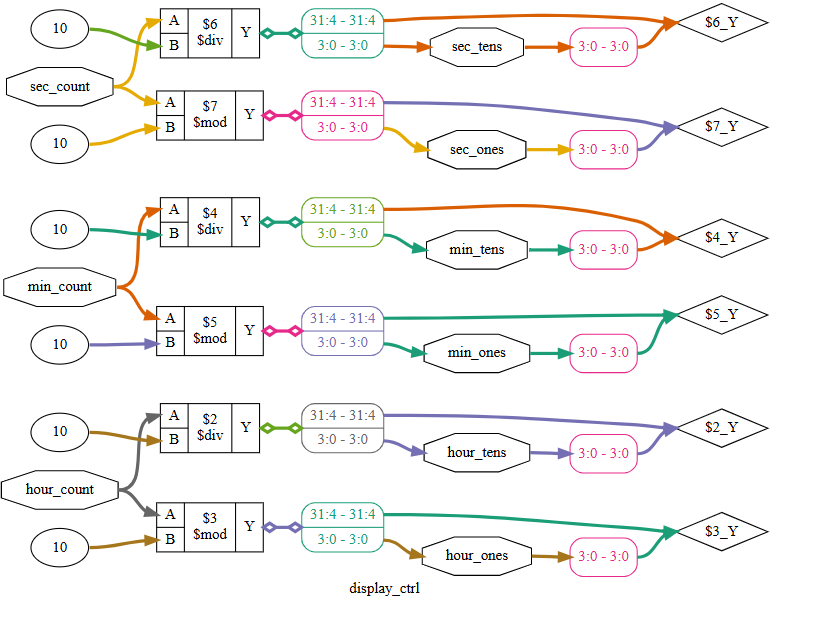 10
A
B
$6
$div
Y
31:4 - 31:4
3:0 - 3:0
$6_Y
sec_tens
3:0 - 3:0
sec_count
A
B
$7
$mod
Y
31:4 - 31:4
3:0 - 3:0
$7_Y
10
sec_ones
3:0 - 3:0
10
A
B
$4
$div
Y
31:4 - 31:4
3:0 - 3:0
$4_Y
min_tens
3:0 - 3:0
min_count
A
B
$5
$mod
Y
31:4 - 31:4
3:0 - 3:0
$5_Y
10
min_ones
3:0 - 3:0
10
A
B
$2
$div
Y
31:4 - 31:4
3:0 - 3:0
$2_Y
hour_tens
3:0 - 3:0
hour_count
A
B
$3
$mod
Y
31:4 - 31:4
3:0 - 3:0
$3_Y
10
hour_ones
3:0 - 3:0
display_ctrl